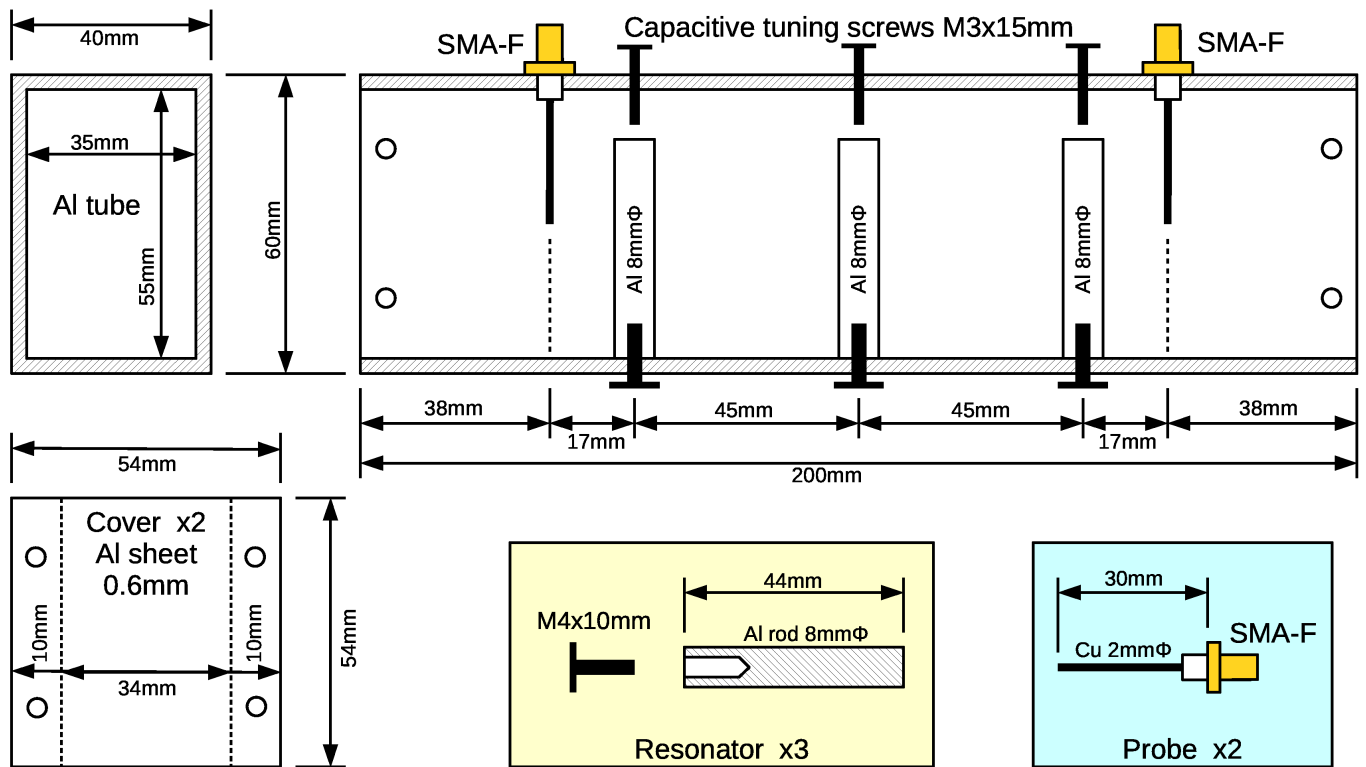 40mm
35mm
Al tube
55mm
60mm
SMA-F
Capacitive tuning screws M3x15mm
SMA-F
Al 8mmΦ
Al 8mmΦ
Al 8mmΦ
38mm
17mm
45mm
45mm
17mm
38mm
200mm
54mm
Cover x2
Al sheet
0.6mm
10mm
34mm
10mm
54mm
44mm
M4x10mm
Al rod 8mmΦ
Resonator x3
30mm
SMA-F
Cu 2mmΦ
Probe x2